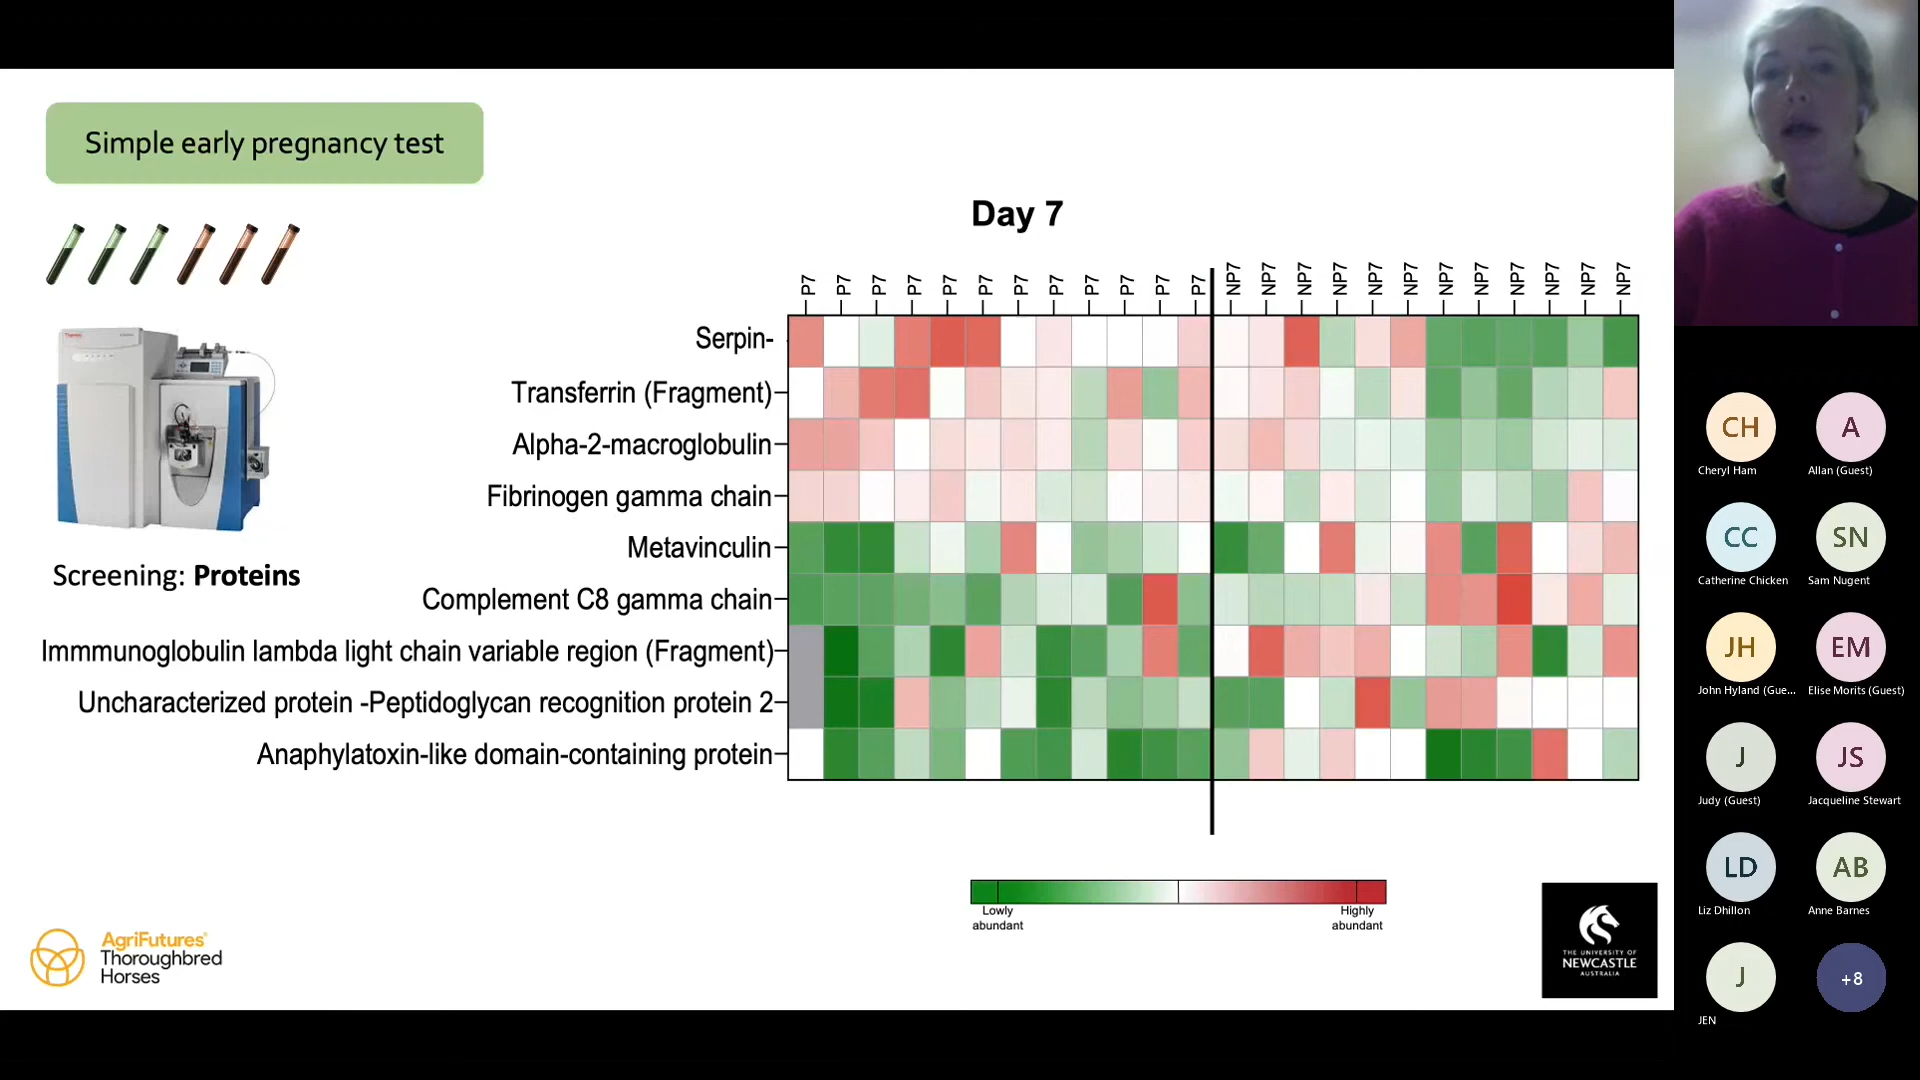 Simple early pregnancy test
Day 7
P7 P7 P7 P7 P7 P7 P7 P7 P7 P7 P7 P7 NP7 NP7 NP7 NP7 NP7 NP7 NP7 NP7 NP7 NP7 NP7 NP7
Serpin-
Transferrin (Fragment)
Alpha-2-macroglobulin
Fibrinogen gamma chain
Metavinculin
Complement C8 gamma chain
Immmunoglobulin lambda light chain variable region (Fragment)
Uncharacterized protein -Peptidoglycan recognition protein 2
Anaphylatoxin-like domain-containing protein
Screening: Proteins
Lowly
abundant
Highly
abundant
AgriFutures®
Thoroughbred
Horses
THE UNIVERSITY OF
NEWCASTLE
AUSTRALIA
CH
Cheryl Ham
A
Allan (Guest)
CC
Catherine Chicken
SN
Sam Nugent
JH
John Hyland (Gue...
EM
Elise Morits (Guest)
J
Judy (Guest)
JS
Jacqueline Stewart
LD
Liz Dhillon
AB
Anne Barnes
J
JEN
+8